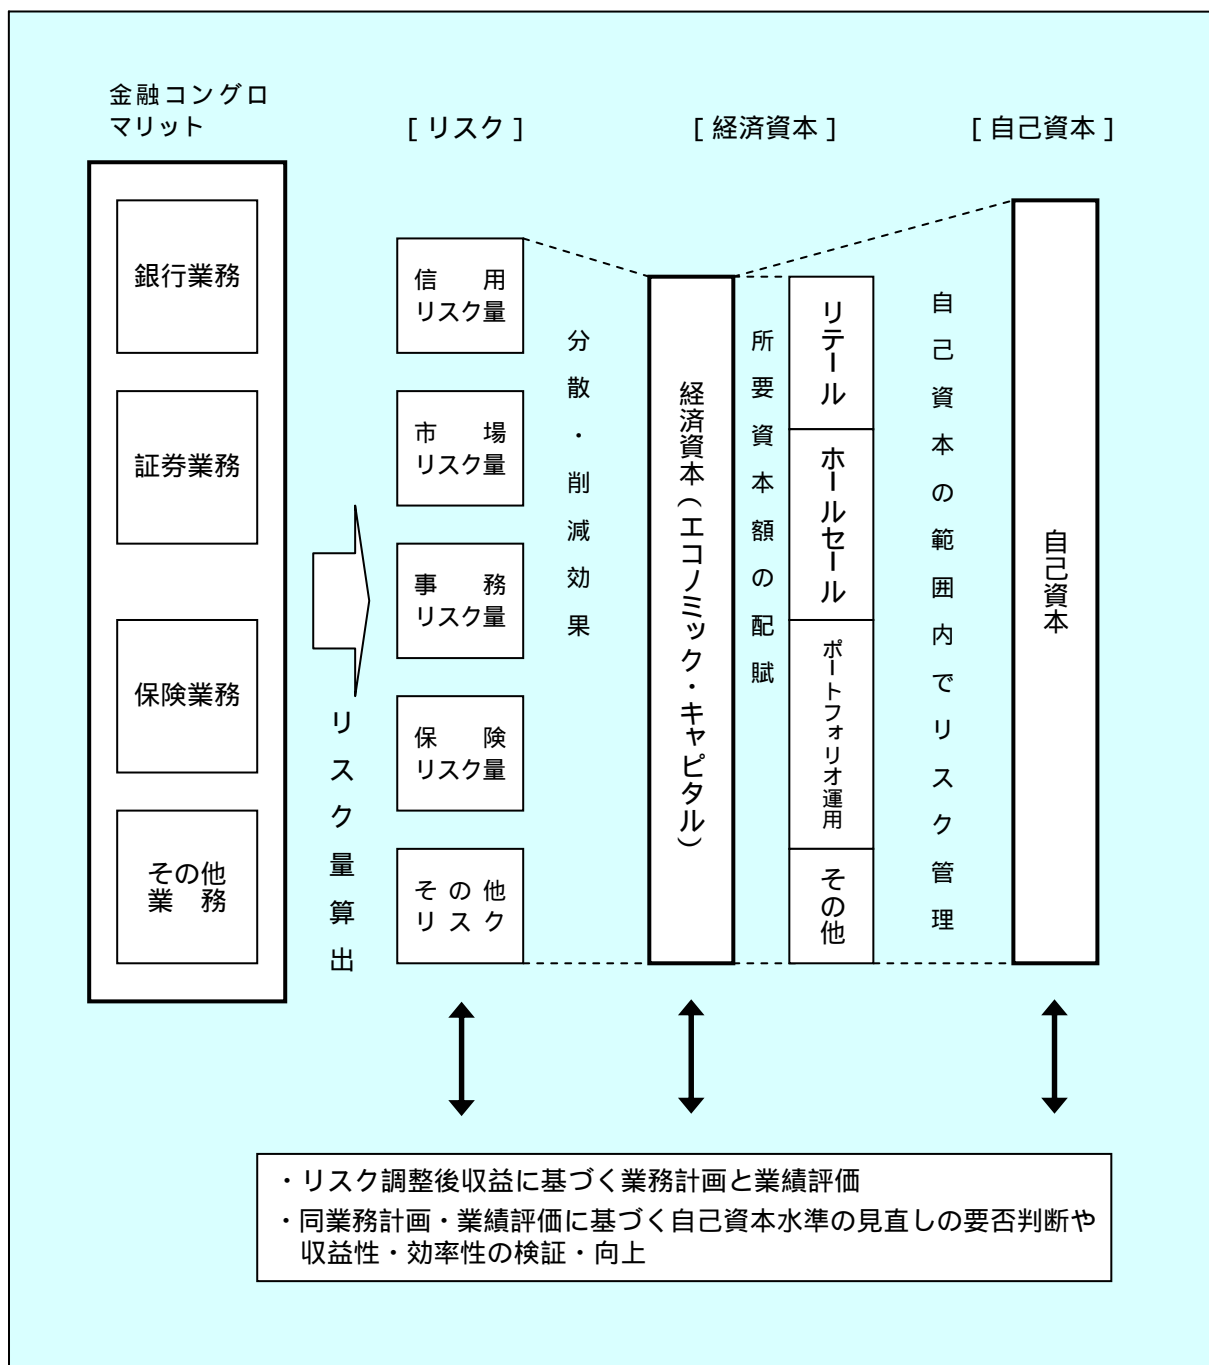 金融コングロ
マリット
[ リスク ]
[ 経済資本 ]
[ 自己資本 ]
銀行業務
証券業務
保険業務
その他
業　務
リスク量算出
信　用
リスク量
市　場
リスク量
事　務
リスク量
保　険
リスク量
その他
リスク
分散・削減効果
経済資本(エコノミック・キャピタル)
所要資本額の配賦
リテール
ホールセール
ポートフォリオ運用
その他
自己資本の範囲内でリスク管理
自己資本
・リスク調整後収益に基づく業務計画と業績評価
・同業務計画・業績評価に基づく自己資本水準の見直しの要否判断や
収益性・効率性の検証・向上